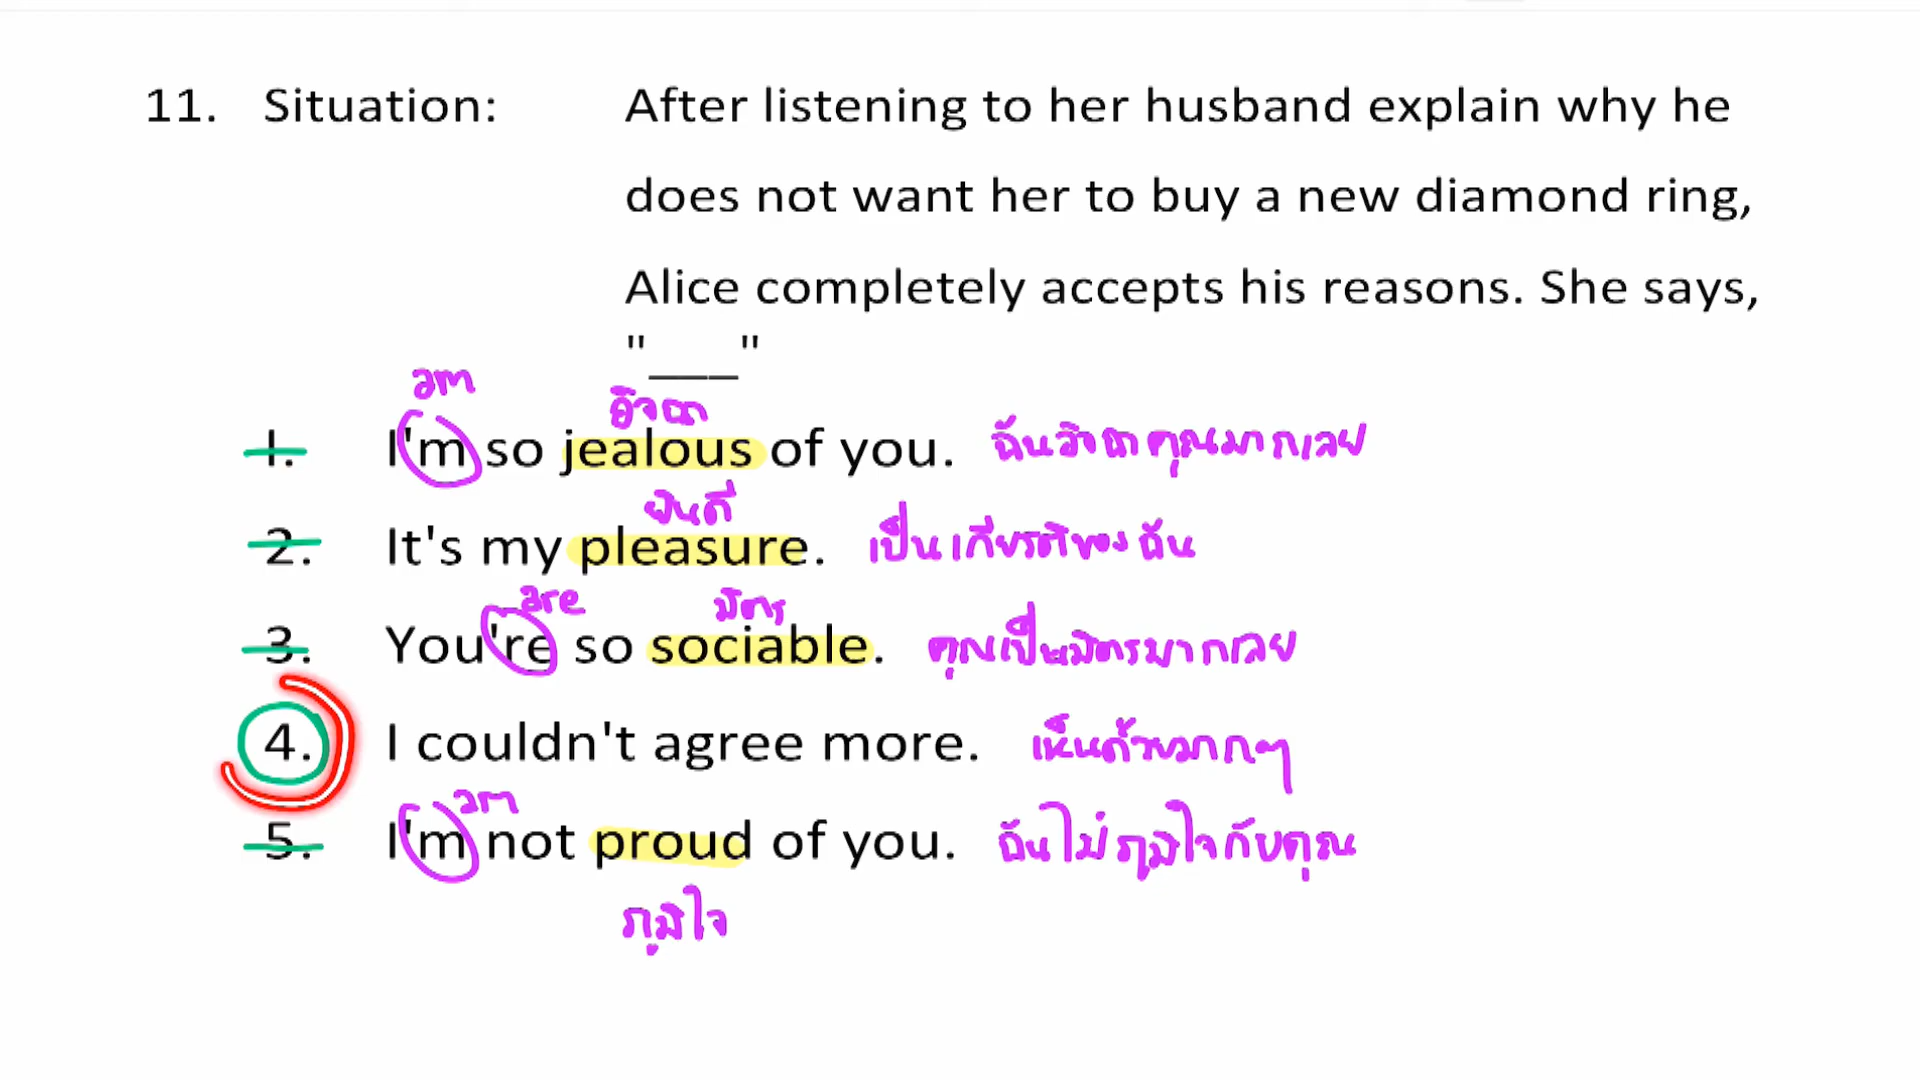 11. Situation: After listening to her husband explain why he
does not want her to buy a new diamond ring,
Alice completely accepts his reasons. She says,
"___"
am
อิจฉา
1. I'm so jealous of you. ฉันอิจฉาคุณมากเลย
ยินดี
2. It's my pleasure. เป็นเกียรติของฉัน
are มิตร
3. You're so sociable. คุณเป็นมิตรมากเลย
4. I couldn't agree more. เห็นด้วยมากๆ
am
5. I'm not proud of you. ฉันไม่ภูมิใจกับคุณ
ภูมิใจ